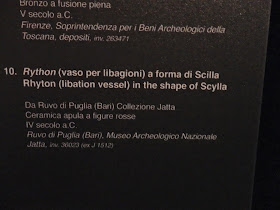 Bronzo a fusione piena
V secolo a.C.
Firenze, Soprintendenza per i Beni Archeologici della
Toscana, depositi, inv. 263471
10. Rython (vaso per libagioni) a forma di Scilla
Rhyton (libation vessel) in the shape of Scylla
Da Ruvo di Puglia (Bari) Collezione Jatta
Ceramica apula a figure rosse
IV secolo a.C.
Ruvo di Puglia (Bari), Museo Archeologico Nazionale
Jatta, inv. 36023 (ex J 1512)